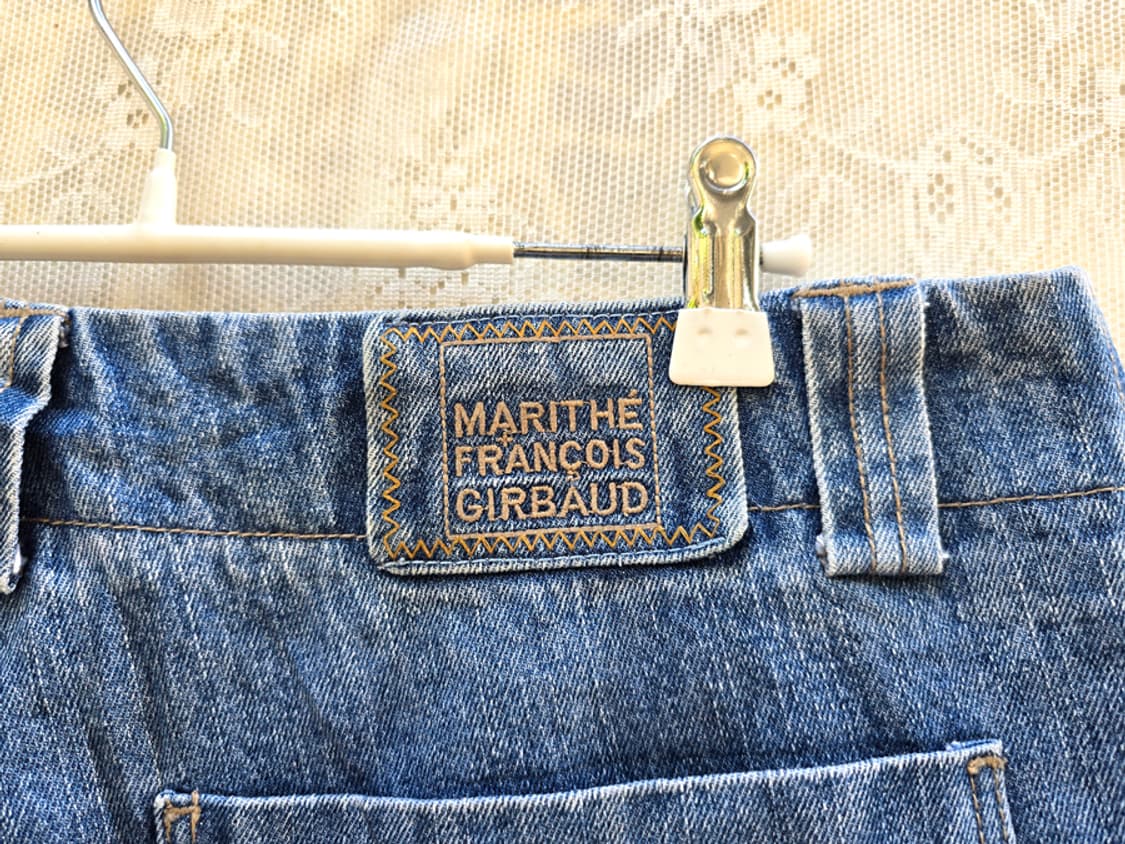 MARITHÉ
+
FRANÇOIS
GIRBAUD